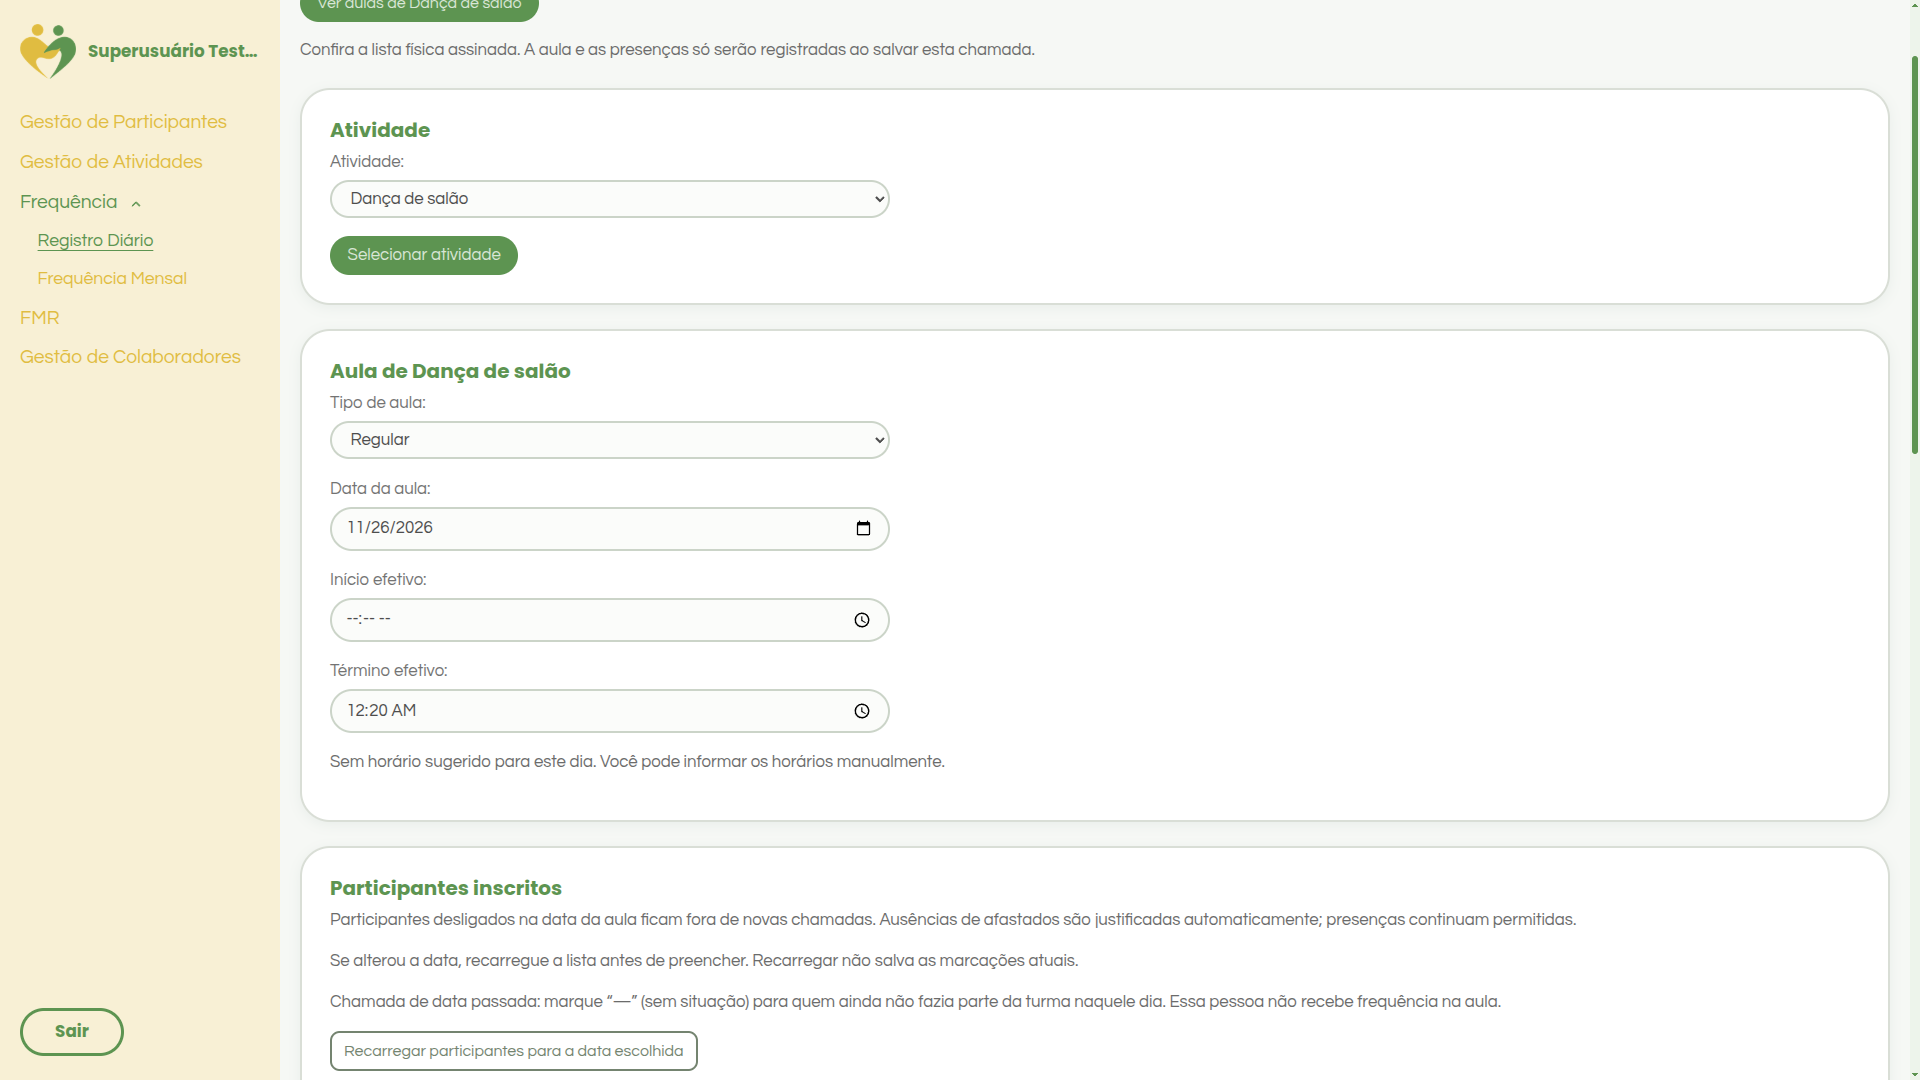 Superusuário Test...
Gestão de Participantes
Gestão de Atividades
Frequência
Registro Diário
Frequência Mensal
FMR
Gestão de Colaboradores
Sair
Ver aulas de Dança de salão
Confira a lista física assinada. A aula e as presenças só serão registradas ao salvar esta chamada.
Atividade
Atividade:
Dança de salão
Selecionar atividade
Aula de Dança de salão
Tipo de aula:
Regular
Data da aula:
11/26/2026
Início efetivo:
--:-- --
Término efetivo:
12:20 AM
Sem horário sugerido para este dia. Você pode informar os horários manualmente.
Participantes inscritos
Participantes desligados na data da aula ficam fora de novas chamadas. Ausências de afastados são justificadas automaticamente; presenças continuam permitidas.
Se alterou a data, recarregue a lista antes de preencher. Recarregar não salva as marcações atuais.
Chamada de data passada: marque “—” (sem situação) para quem ainda não fazia parte da turma naquele dia. Essa pessoa não recebe frequência na aula.
Recarregar participantes para a data escolhida